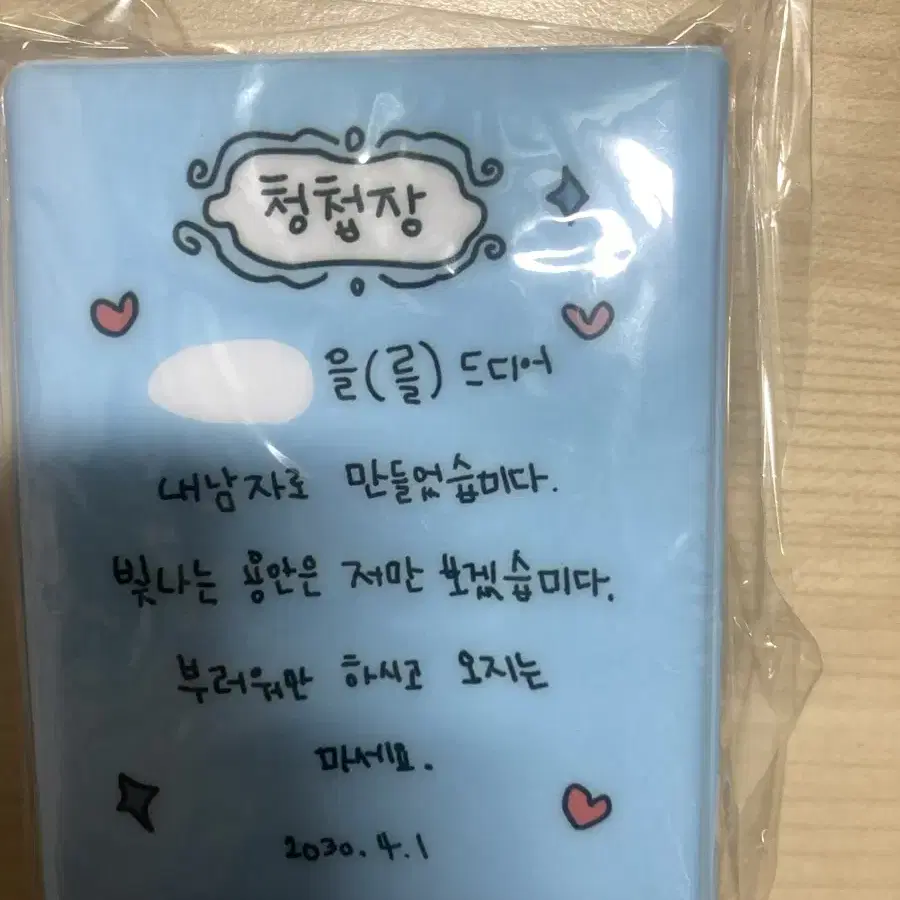 청첩장
을(를) 드디어
내남자로 만들었습미다.
빛나는 용안은 저만 보겠습미다.
부러워만 하시고 오지는
마세요.
2030.4.1